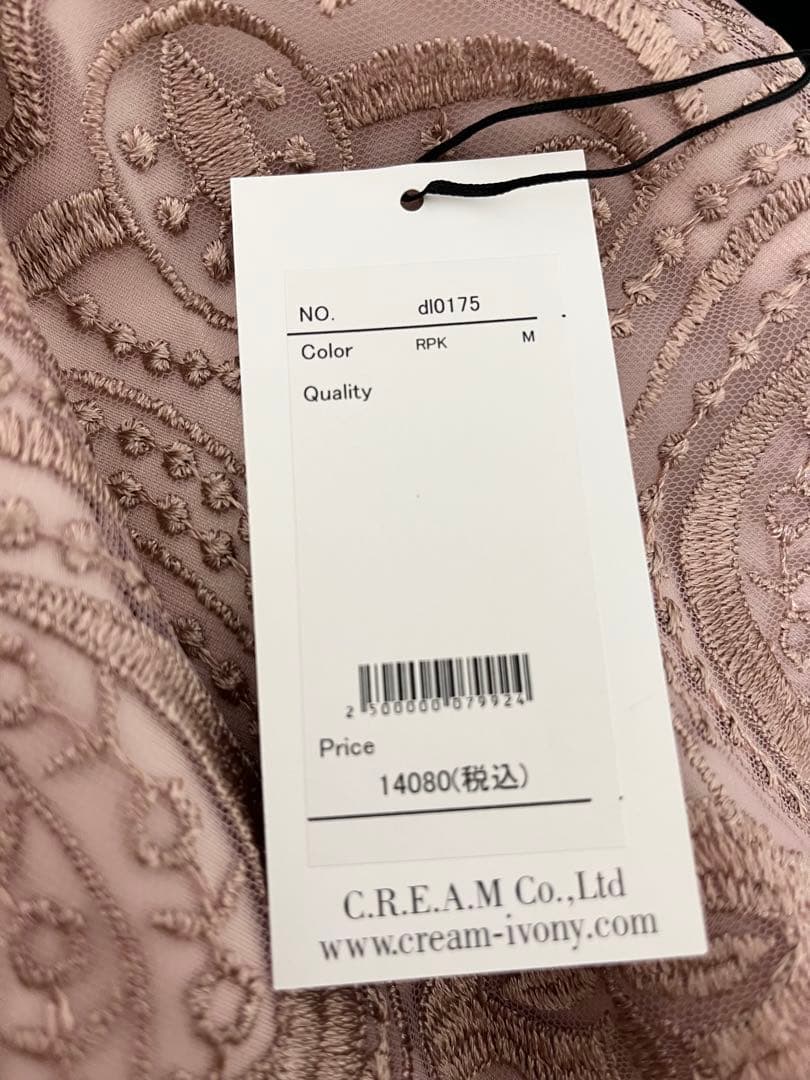 NO. dl0175
Color RPK M
Quality
2 500000 079924
Price
14080(税込)
C.R.E.A.M Co.,Ltd
www.cream-ivony.com